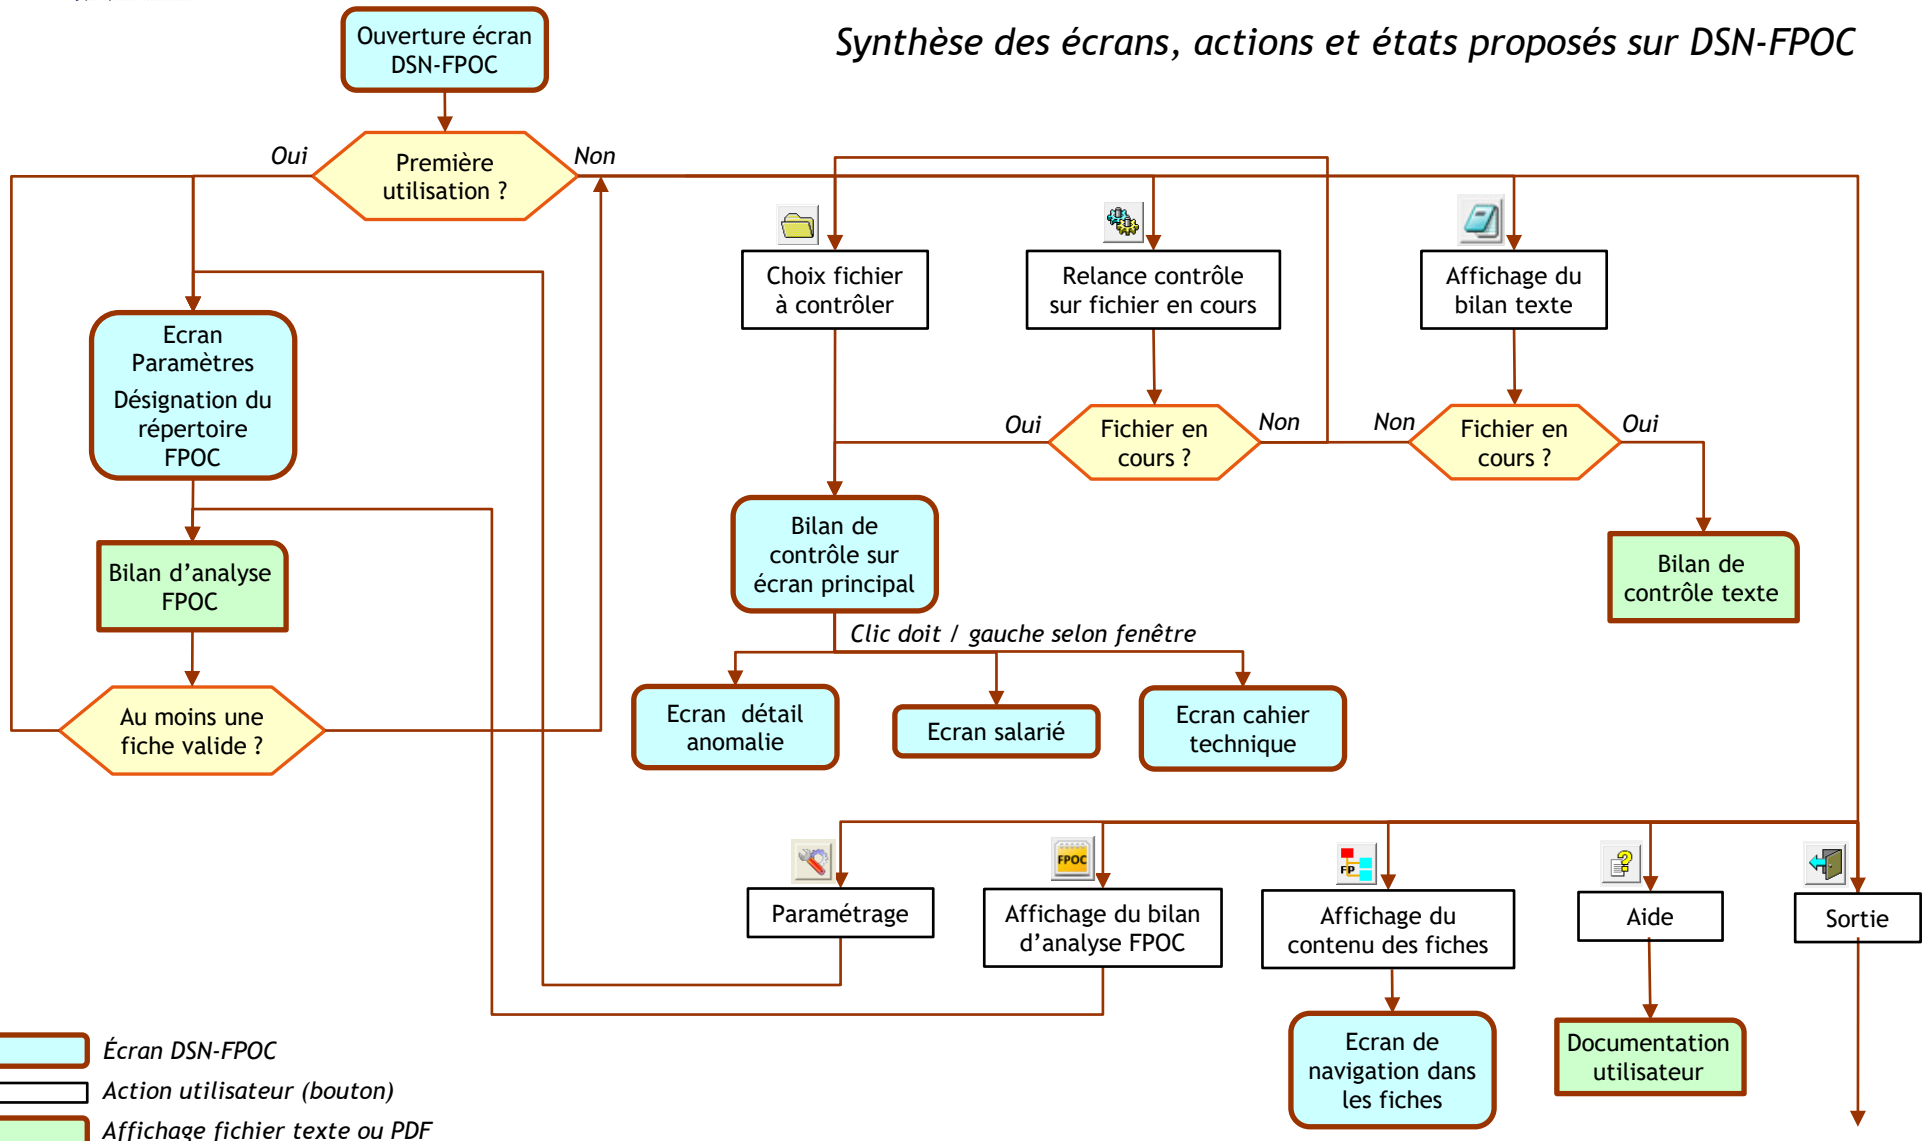 Synthèse des écrans, actions et états proposés sur DSN-FPOC
Ouverture écran
DSN-FPOC
Oui
Première
utilisation ?
Non
Choix fichier
à contrôler
Relance contrôle
sur fichier en cours
Affichage du
bilan texte
Ecran
Paramètres
Désignation du
répertoire
FPOC
Oui
Fichier en
cours ?
Non
Non
Fichier en
cours ?
Oui
Bilan de
contrôle sur
écran principal
Bilan d’analyse
FPOC
Bilan de
contrôle texte
Clic doit / gauche selon fenêtre
Au moins une
fiche valide ?
Ecran détail
anomalie
Ecran salarié
Ecran cahier
technique
FPOC
FP
Paramétrage
Affichage du bilan
d’analyse FPOC
Affichage du
contenu des fiches
Aide
Sortie
Ecran de
navigation dans
les fiches
Documentation
utilisateur
Écran DSN-FPOC
Action utilisateur (bouton)
Affichage fichier texte ou PDF